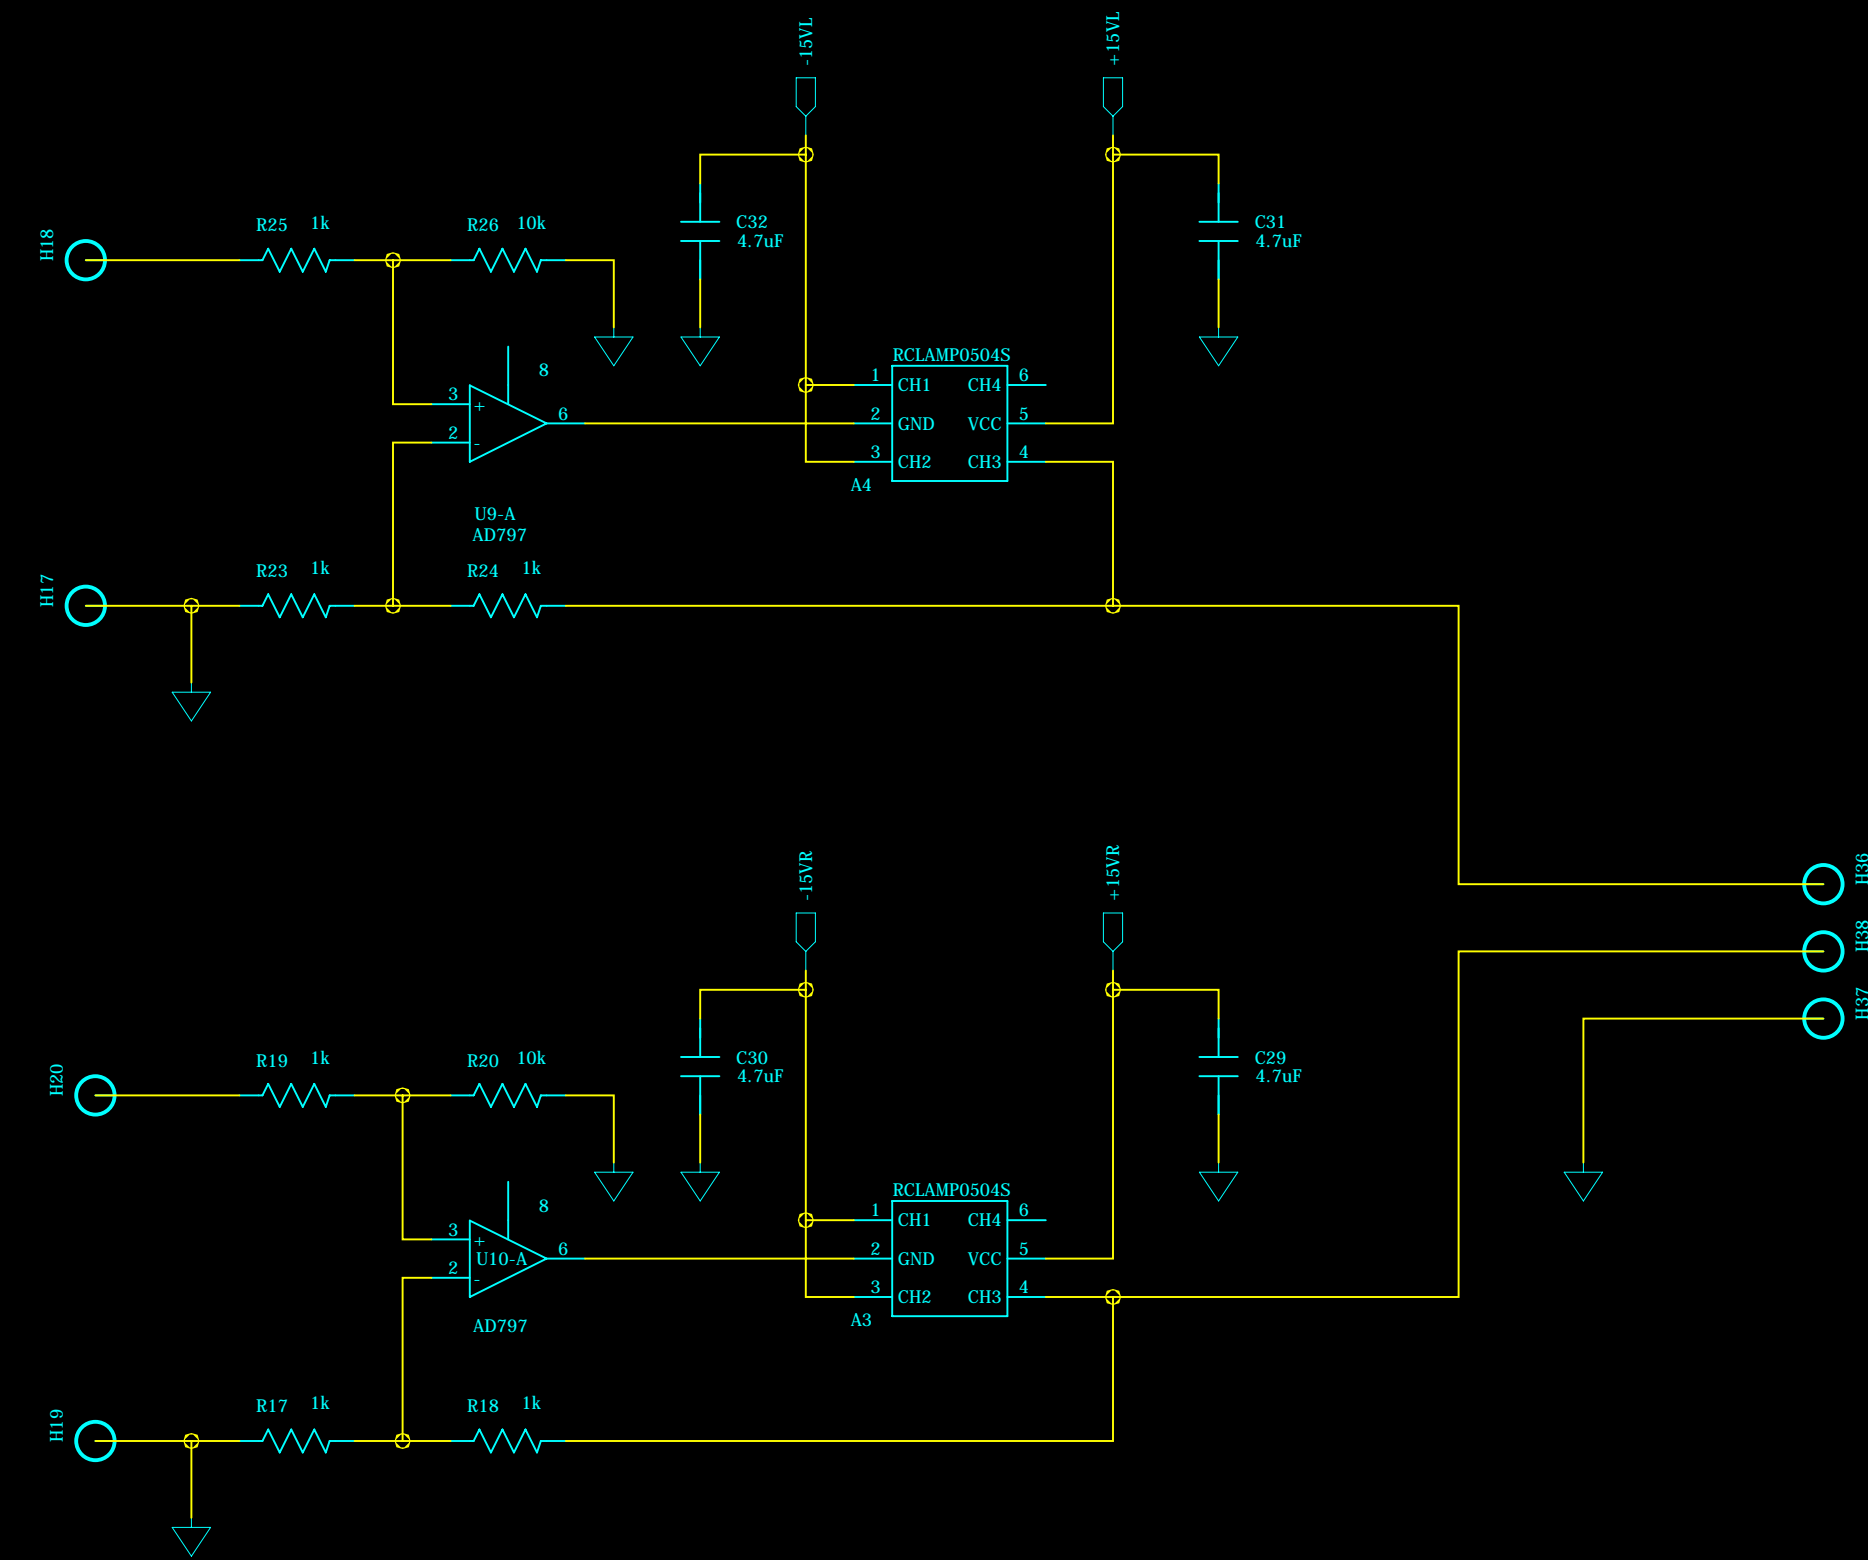 -15VL
+15VL
H18
R25 1k
R26 10k
C32
4.7uF
C31
4.7uF
8
3
+
2
-
6
RCLAMP0504S
1 CH1 CH4 6
2 GND VCC 5
3 CH2 CH3 4
A4
U9-A
AD797
H17
R23 1k
R24 1k
-15VR
+15VR
H36
H38
H37
H20
R19 1k
R20 10k
C30
4.7uF
C29
4.7uF
8
3
+
U10-A
2
-
6
RCLAMP0504S
1 CH1 CH4 6
2 GND VCC 5
3 CH2 CH3 4
A3
AD797
H19
R17 1k
R18 1k